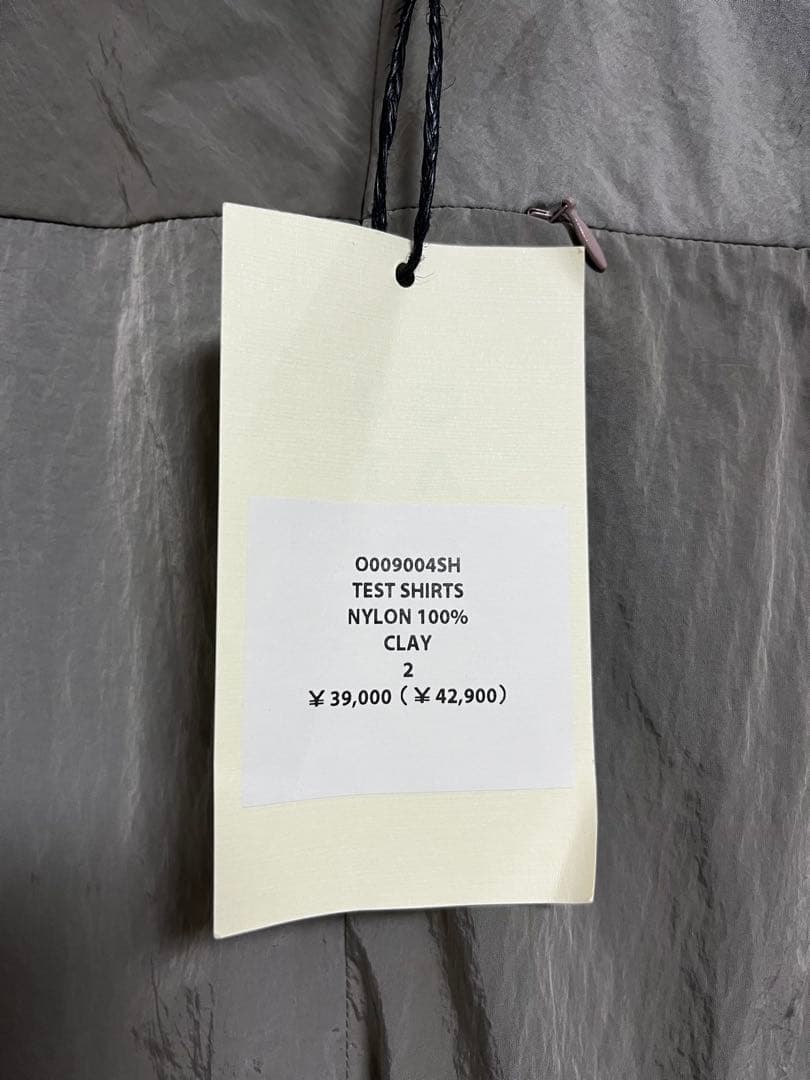 O009004SH
TEST SHIRTS
NYLON 100%
CLAY
2
￥39,000（￥42,900）